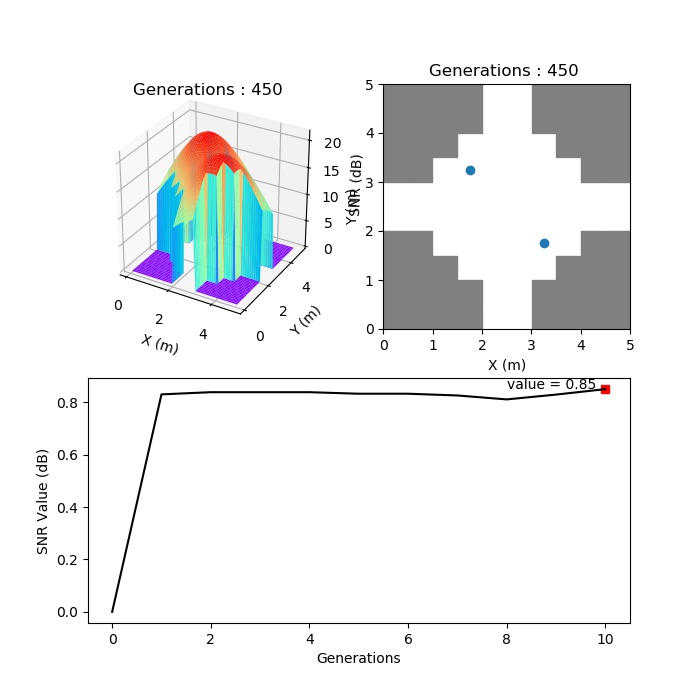 Generations : 450
0
2
4
X (m)
0
2
4
Y (m)
0
5
10
15
20
SNR (dB)
Generations : 450
5
4
3
2
1
0
Y (m)
0 1 2 3 4 5
X (m)
value = 0.85
0.8
0.6
0.4
0.2
0.0
SNR Value (dB)
0 2 4 6 8 10
Generations